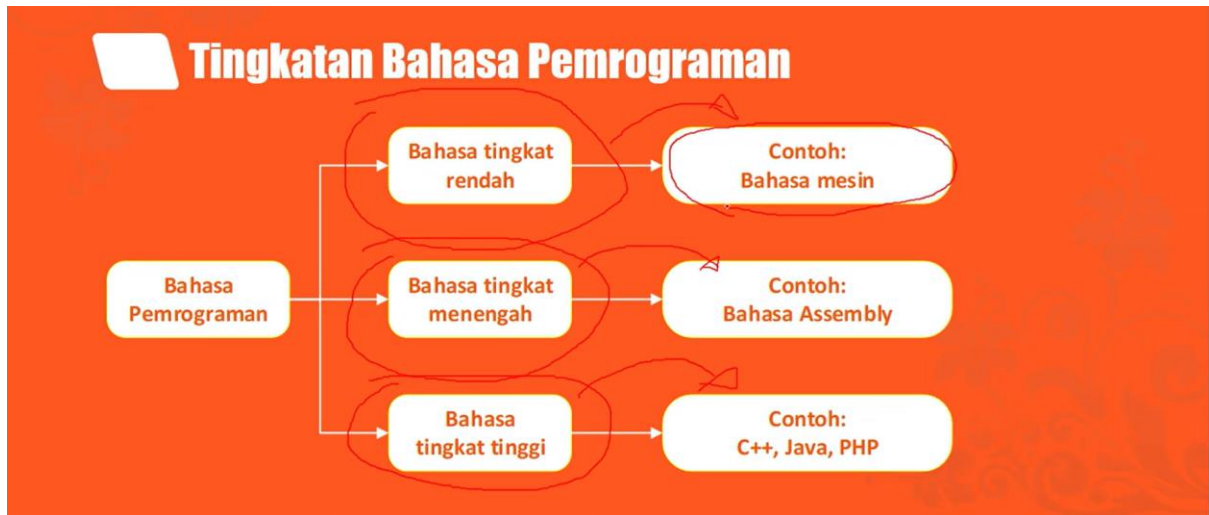 Tingkatan Bahasa Pemrograman
Bahasa tingkat
rendah
Contoh:
Bahasa mesin
Bahasa
Pemrograman
Bahasa tingkat
menengah
Contoh:
Bahasa Assembly
Bahasa
tingkat tinggi
Contoh:
C++, Java, PHP